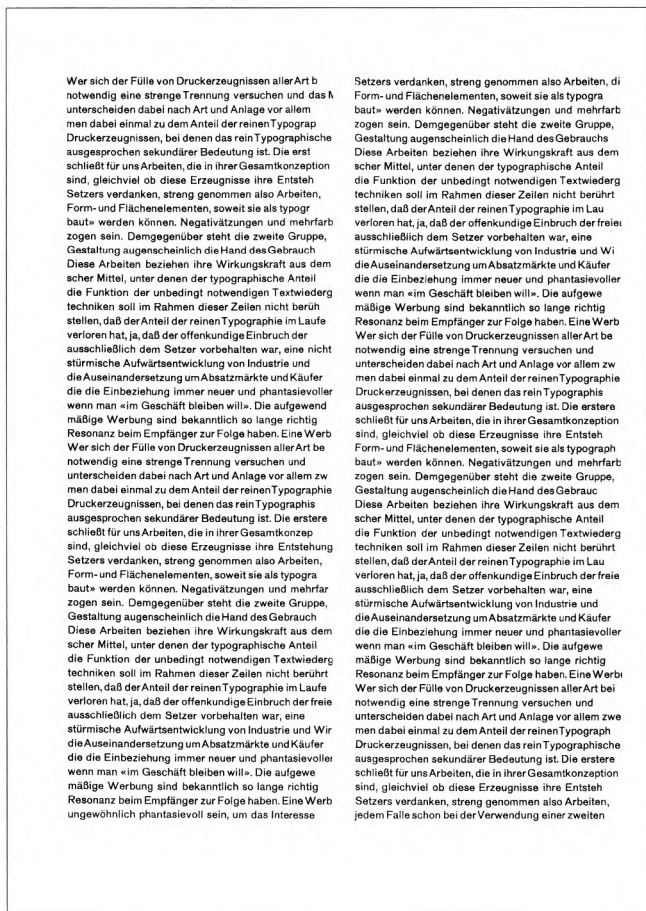 Wer sich der Fülle von Druckerzeugnissen aller Art b
notwendig eine strenge Trennung versuchen und das
unterscheiden dabei nach Art und Anlage vor allem
men dabei einmal zu dem Anteil der reinen Typograp
Druckerzeugnissen, bei denen das rein Typographische
ausgesprochen sekundärer Bedeutung ist. Die erst
schließt für uns Arbeiten, die in ihrer Gesamtkonzeption
sind, gleichviel ob diese Erzeugnisse ihre Entsteh
Setzers verdanken, streng genommen also Arbeiten,
Form- und Flächenelementen, soweit sie als typogr
baut» werden können. Negativätzungen und mehrfarb
zogen sein. Demgegenüber steht die zweite Gruppe,
Gestaltung augenscheinlich die Hand des Gebrauch
Diese Arbeiten beziehen ihre Wirkungskraft aus dem
scher Mittel, unter denen der typographische Anteil
die Funktion der unbedingt notwendigen Textwiederg
techniken soll im Rahmen dieser Zeilen nicht berüh
stellen, daß der Anteil der reinen Typographie im Laufe
verloren hat, ja, daß der offenkundige Einbruch der
ausschließlich dem Setzer vorbehalten war, eine nicht
stürmische Aufwärtsentwicklung von Industrie und
die Auseinandersetzung um Absatzmärkte und Käufer
die die Einbeziehung immer neuer und phantasievoller
wenn man «im Geschäft bleiben will». Die aufgewend
mäßige Werbung sind bekanntlich so lange richtig
Resonanz beim Empfänger zur Folge haben. Eine Werb
Wer sich der Fülle von Druckerzeugnissen aller Art be
notwendig eine strenge Trennung versuchen und
unterscheiden dabei nach Art und Anlage vor allem zw
men dabei einmal zu dem Anteil der reinen Typographie
Druckerzeugnissen, bei denen das rein Typographis
ausgesprochen sekundärer Bedeutung ist. Die erstere
schließt für uns Arbeiten, die in ihrer Gesamtkonzep
sind, gleichviel ob diese Erzeugnisse ihre Entstehung
Setzers verdanken, streng genommen also Arbeiten,
Form- und Flächenelementen, soweit sie als typogra
baut» werden können. Negativätzungen und mehrfar
zogen sein. Demgegenüber steht die zweite Gruppe,
Gestaltung augenscheinlich die Hand des Gebrauch
Diese Arbeiten beziehen ihre Wirkungskraft aus dem
scher Mittel, unter denen der typographische Anteil
die Funktion der unbedingt notwendigen Textwiederg
techniken soll im Rahmen dieser Zeilen nicht berührt
stellen, daß der Anteil der reinen Typographie im Laufe
verloren hat, ja, daß der offenkundige Einbruch der freie
ausschließlich dem Setzer vorbehalten war, eine
stürmische Aufwärtsentwicklung von Industrie und Wir
die Auseinandersetzung um Absatzmärkte und Käufer
die die Einbeziehung immer neuer und phantasievoller
wenn man «im Geschäft bleiben will». Die aufgewe
mäßige Werbung sind bekanntlich so lange richtig
Resonanz beim Empfänger zur Folge haben. Eine Werb
ungewöhnlich phantasievoll sein, um das Interesse
Setzers verdanken, streng genommen also Arbeiten, di
Form- und Flächenelementen, soweit sie als typogra
baut» werden können. Negativätzungen und mehrfarb
zogen sein. Demgegenüber steht die zweite Gruppe,
Gestaltung augenscheinlich die Hand des Gebrauchs
Diese Arbeiten beziehen ihre Wirkungskraft aus dem
scher Mittel, unter denen der typographische Anteil
die Funktion der unbedingt notwendigen Textwiederg
techniken soll im Rahmen dieser Zeilen nicht berührt
stellen, daß der Anteil der reinen Typographie im Lau
verloren hat, ja, daß der offenkundige Einbruch der freie
ausschließlich dem Setzer vorbehalten war, eine
stürmische Aufwärtsentwicklung von Industrie und Wi
die Auseinandersetzung um Absatzmärkte und Käufer
die die Einbeziehung immer neuer und phantasievoller
wenn man «im Geschäft bleiben will». Die aufgewe
mäßige Werbung sind bekanntlich so lange richtig
Resonanz beim Empfänger zur Folge haben. Eine Werb
Wer sich der Fülle von Druckerzeugnissen aller Art be
notwendig eine strenge Trennung versuchen und
unterscheiden dabei nach Art und Anlage vor allem zw
men dabei einmal zu dem Anteil der reinen Typographie
Druckerzeugnissen, bei denen das rein Typographis
ausgesprochen sekundärer Bedeutung ist. Die erstere
schließt für uns Arbeiten, die in ihrer Gesamtkonzeption
sind, gleichviel ob diese Erzeugnisse ihre Entsteh
Form- und Flächenelementen, soweit sie als typograph
baut» werden können. Negativätzungen und mehrfarb
zogen sein. Demgegenüber steht die zweite Gruppe,
Gestaltung augenscheinlich die Hand des Gebrauc
Diese Arbeiten beziehen ihre Wirkungskraft aus dem
scher Mittel, unter denen der typographische Anteil
die Funktion der unbedingt notwendigen Textwiederg
techniken soll im Rahmen dieser Zeilen nicht berührt
stellen, daß der Anteil der reinen Typographie im Lau
verloren hat, ja, daß der offenkundige Einbruch der freie
ausschließlich dem Setzer vorbehalten war, eine
stürmische Aufwärtsentwicklung von Industrie und
die Auseinandersetzung um Absatzmärkte und Käufer
die die Einbeziehung immer neuer und phantasievoller
wenn man «im Geschäft bleiben will». Die aufgewe
mäßige Werbung sind bekanntlich so lange richtig
Resonanz beim Empfänger zur Folge haben. Eine Werb
Wer sich der Fülle von Druckerzeugnissen aller Art bei
notwendig eine strenge Trennung versuchen und
unterscheiden dabei nach Art und Anlage vor allem zwe
men dabei einmal zu dem Anteil der reinen Typograph
Druckerzeugnissen, bei denen das rein Typographische
ausgesprochen sekundärer Bedeutung ist. Die erstere
schließt für uns Arbeiten, die in ihrer Gesamtkonzeption
sind, gleichviel ob diese Erzeugnisse ihre Entsteh
Setzers verdanken, streng genommen also Arbeiten,
jedem Falle schon bei der Verwendung einer zweiten